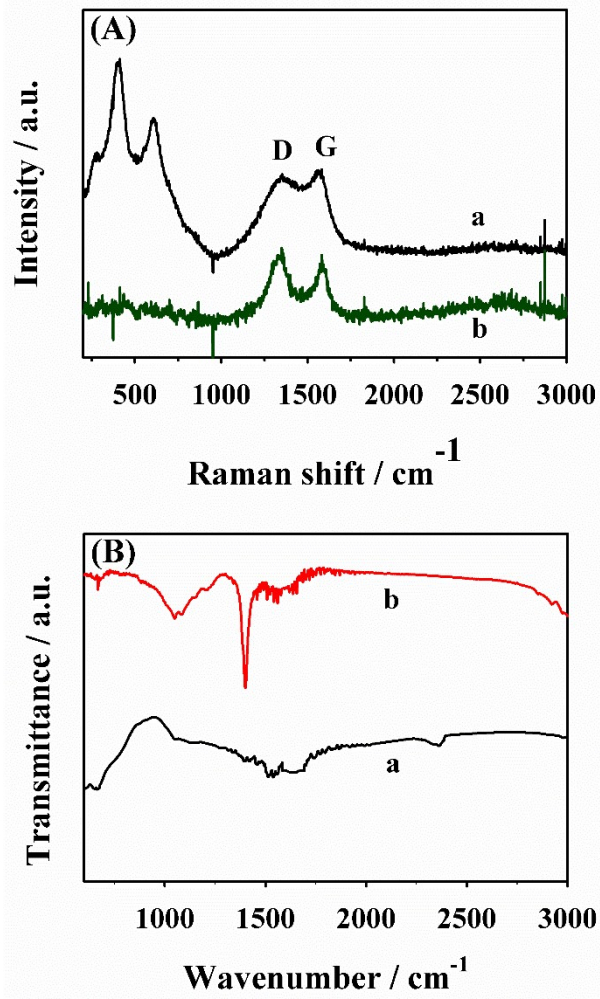 (A)
D
G
a
b
Intensity / a.u.
500 1000 1500 2000 2500 3000
Raman shift / cm-1
(B)
b
a
Transmittance / a.u.
1000 1500 2000 2500 3000
Wavenumber / cm-1